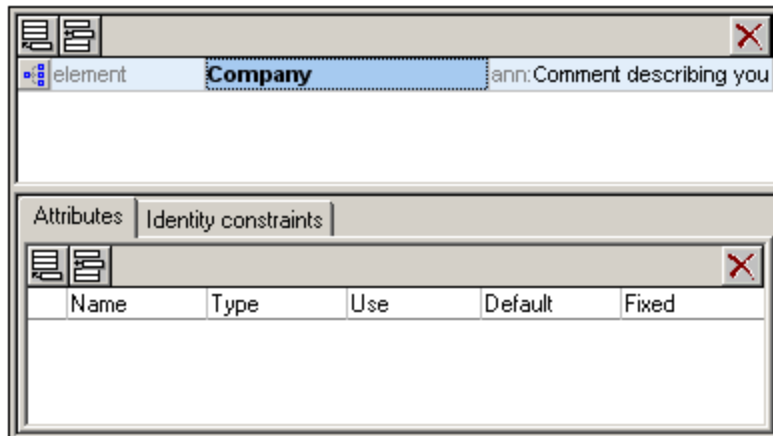 element Company ann:Comment describing you
Attributes Identity constraints
Name Type Use Default Fixed